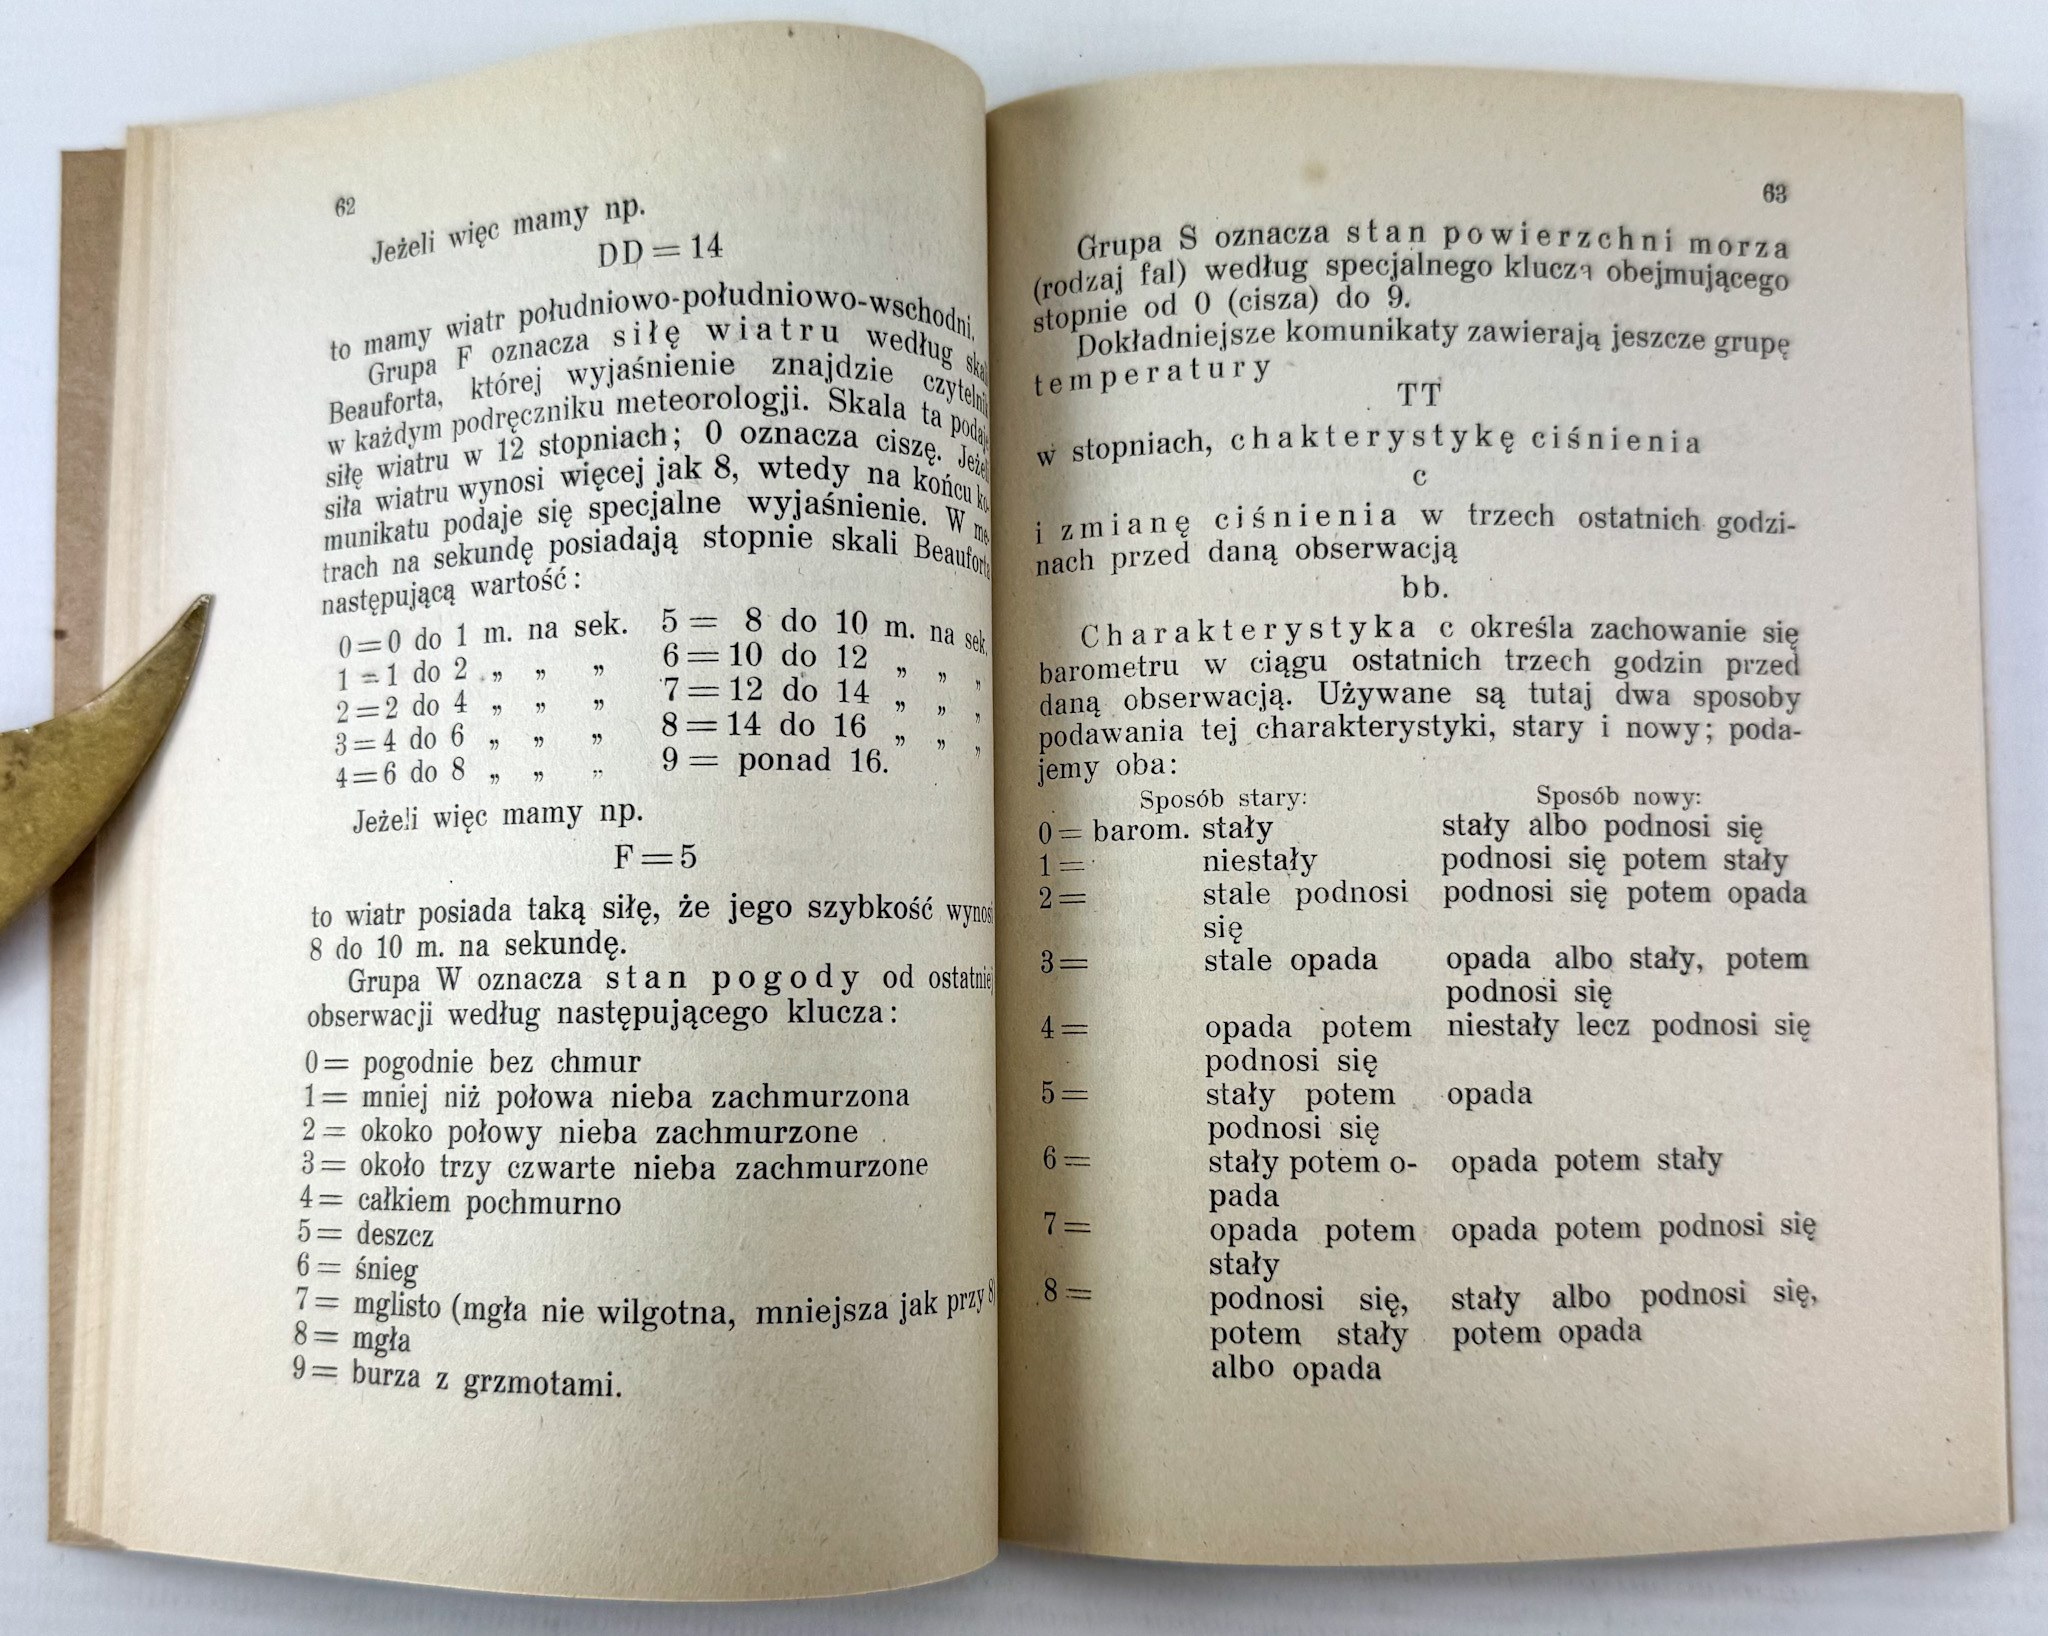 62
Jeżeli więc mamy np.
DD = 14
to mamy wiatr południowo-południowo-wschodni.
Grupa F oznacza siłę wiatru według
Beauforta, której wyjaśnienie znajdzie
w każdym podręczniku meteorologji. Skala ta
siłę wiatru w 12 stopniach; 0 oznacza ciszę.
siła wiatru wynosi więcej jak 8, wtedy na końcu ko-
munikatu podaje się specjalne wyjaśnienie. W me-
trach na sekundę posiadają stopnie skali Beauforta
następującą wartość:
0=0 do 1 m. na sek.   5 = 8 do 10 m. na sek.
1=1 do 2 „ „ „   6=10 do 12 „ „ „
2=2 do 4 „ „ „   7=12 do 14 „ „ „
3=4 do 6 „ „ „   8=14 do 16 „ „ „
4=6 do 8 „ „ „   9 = ponad 16.
Jeżeli więc mamy np.
F=5
to wiatr posiada taką siłę, że jego szybkość wynosi
8 do 10 m. na sekundę.
Grupa W oznacza stan pogody od ostatniej
obserwacji według następującego klucza:
0= pogodnie bez chmur
1= mniej niż połowa nieba zachmurzona
2= okoko połowy nieba zachmurzone
3= około trzy czwarte nieba zachmurzone
4= całkiem pochmurno
5= deszcz
6= śnieg
7= mglisto (mgła nie wilgotna, mniejsza jak przy 8)
8= mgła
9= burza z grzmotami.
63
Grupa S oznacza stan powierzchni morza
(rodzaj fal) według specjalnego klucza obejmującego
stopnie od 0 (cisza) do 9.
Dokładniejsze komunikaty zawierają jeszcze grupę
temperatury
TT
w stopniach, chakterystykę ciśnienia
c
i zmianę ciśnienia w trzech ostatnich godzi-
nach przed daną obserwacją
bb.
Charakterystyka c określa zachowanie się
barometru w ciągu ostatnich trzech godzin przed
daną obserwacją. Używane są tutaj dwa sposoby
podawania tej charakterystyki, stary i nowy; poda-
jemy oba:
Sposób stary:   Sposób nowy:
0= barom. stały   stały albo podnosi się
1=   niestały   podnosi się potem stały
2=   stale podnosi   podnosi się potem opada
się
3=   stale opada   opada albo stały, potem
podnosi się
4=   opada potem   niestały lecz podnosi się
podnosi się
5=   stały potem   opada
podnosi się
6=   stały potem o-   opada potem stały
pada
7=   opada potem   opada potem podnosi się
stały
8=   podnosi się,   stały albo podnosi się,
potem stały   potem opada
albo opada